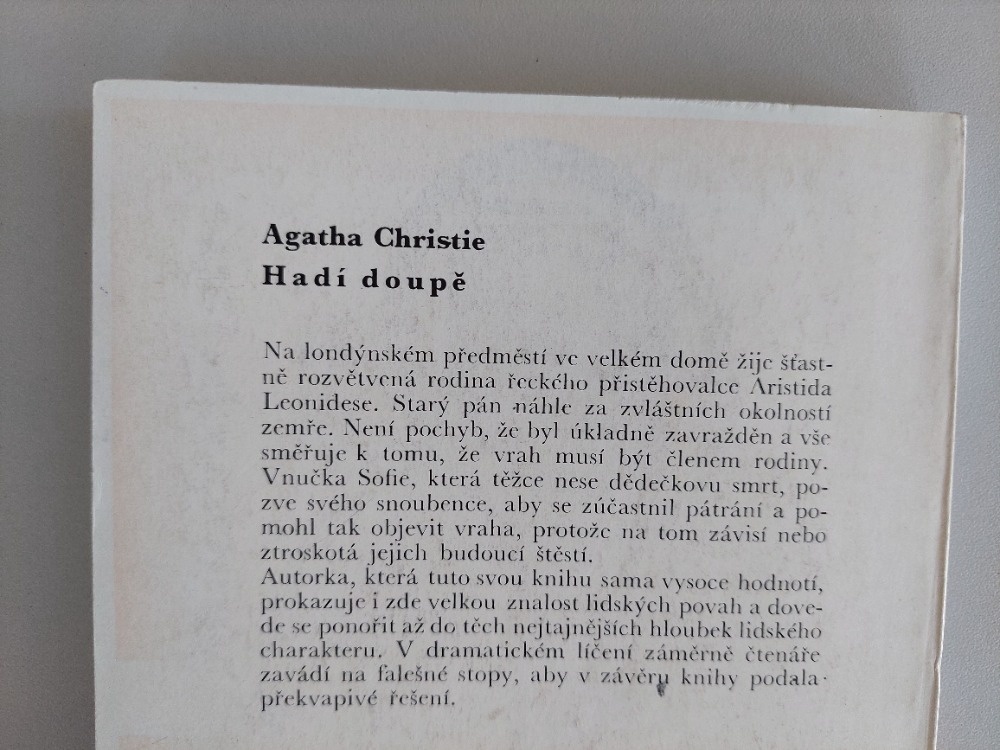 Agatha Christie
Hadí doupě
Na londýnském předměstí ve velkém domě žije šťast-
ně rozvětvená rodina řeckého přistěhovalce Aristida
Leonidese. Starý pán náhle za zvláštních okolností
zemře. Není pochyb, že byl úkladně zavražděn a vše
směřuje k tomu, že vrah musí být členem rodiny.
Vnučka Sofie, která těžce nese dědečkovu smrt, po-
zve svého snoubence, aby se zúčastnil pátrání a po-
mohl tak objevit vraha, protože na tom závisí nebo
ztroskotá jejich budoucí štěstí.
Autorka, která tuto svou knihu sama vysoce hodnotí,
prokazuje i zde velkou znalost lidských povah a dove-
de se ponořit až do těch nejtajnějších hloubek lidského
charakteru. V dramatickém líčení záměrně čtenáře
zavádí na falešné stopy, aby v závěru knihy podala
překvapivé řešení.